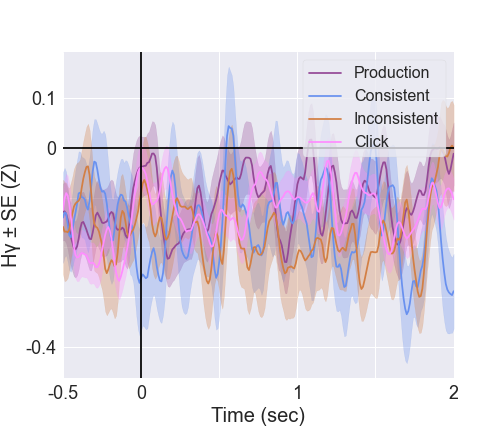 Production
Consistent
Inconsistent
Click
0.1
0
-0.4
Hγ ± SE (Z)
-0.5 0 1 2
Time (sec)